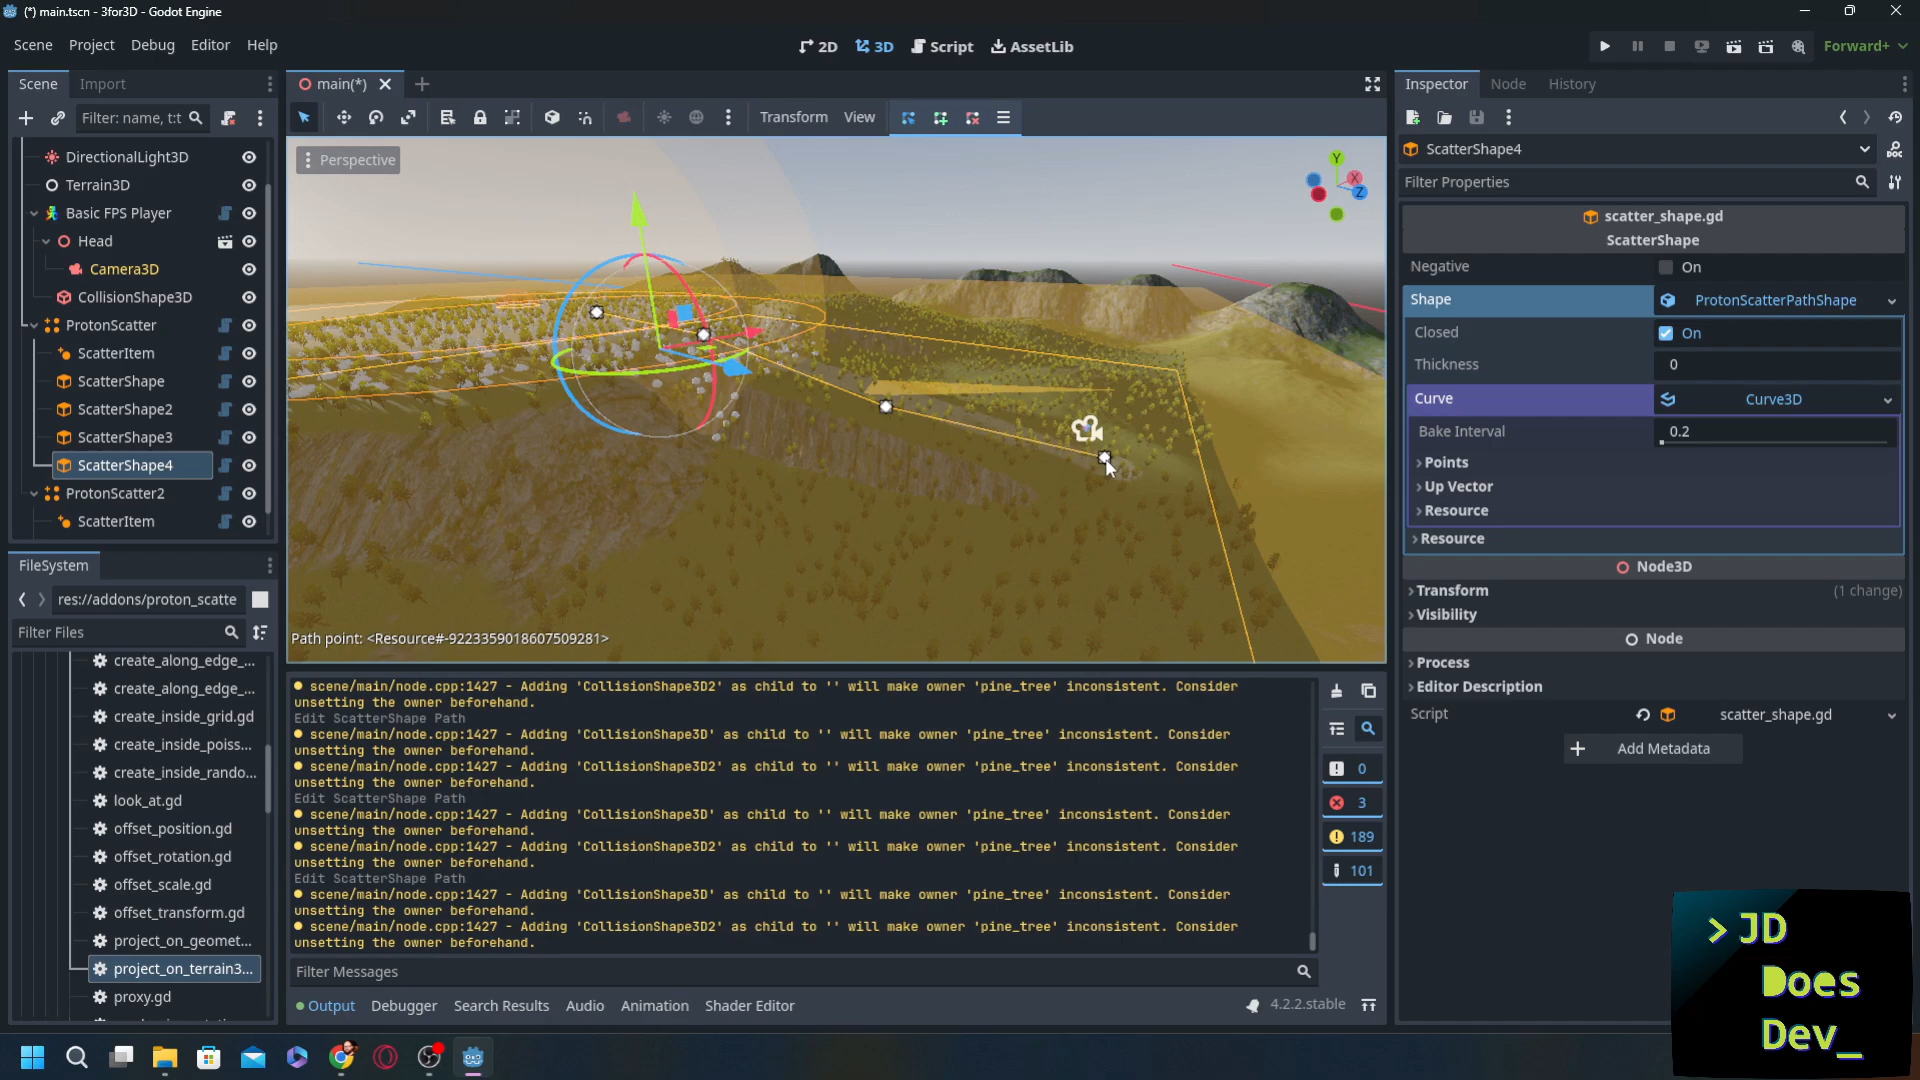 (*) main.tscn - 3for3D - Godot Engine
Scene Project Debug Editor Help
2D 3D Script AssetLib
Forward+
Scene Import
Filter: name, t:t
DirectionalLight3D
Terrain3D
Basic FPS Player
Head
Camera3D
CollisionShape3D
ProtonScatter
ScatterItem
ScatterShape
ScatterShape2
ScatterShape3
ScatterShape4
ProtonScatter2
ScatterItem
FileSystem
res://addons/proton_scatte
Filter Files
create_along_edge_...
create_along_edge_...
create_inside_grid.gd
create_inside_poiss...
create_inside_rando...
look_at.gd
offset_position.gd
offset_rotation.gd
offset_scale.gd
offset_transform.gd
project_on_geomet...
project_on_terrain3...
proxy.gd
main(*)
Transform View
Perspective
Y
X
Z
Path point: <Resource#-9223359018607509281>
scene/main/node.cpp:1427 - Adding 'CollisionShape3D2' as child to '' will make owner 'pine_tree' inconsistent. Consider
unsetting the owner beforehand.
Edit ScatterShape Path
scene/main/node.cpp:1427 - Adding 'CollisionShape3D' as child to '' will make owner 'pine_tree' inconsistent. Consider
unsetting the owner beforehand.
scene/main/node.cpp:1427 - Adding 'CollisionShape3D2' as child to '' will make owner 'pine_tree' inconsistent. Consider
unsetting the owner beforehand.
Edit ScatterShape Path
scene/main/node.cpp:1427 - Adding 'CollisionShape3D' as child to '' will make owner 'pine_tree' inconsistent. Consider
unsetting the owner beforehand.
scene/main/node.cpp:1427 - Adding 'CollisionShape3D2' as child to '' will make owner 'pine_tree' inconsistent. Consider
unsetting the owner beforehand.
Edit ScatterShape Path
scene/main/node.cpp:1427 - Adding 'CollisionShape3D' as child to '' will make owner 'pine_tree' inconsistent. Consider
unsetting the owner beforehand.
scene/main/node.cpp:1427 - Adding 'CollisionShape3D2' as child to '' will make owner 'pine_tree' inconsistent. Consider
unsetting the owner beforehand.
0
3
189
101
Filter Messages
Output Debugger Search Results Audio Animation Shader Editor
4.2.2.stable
Inspector Node History
ScatterShape4
Filter Properties
scatter_shape.gd
ScatterShape
Negative On
Shape ProtonScatterPathShape
Closed On
Thickness 0
Curve Curve3D
Bake Interval 0.2
Points
Up Vector
Resource
Resource
Node3D
Transform (1 change)
Visibility
Node
Process
Editor Description
Script scatter_shape.gd
Add Metadata
>JD
Does
Dev_